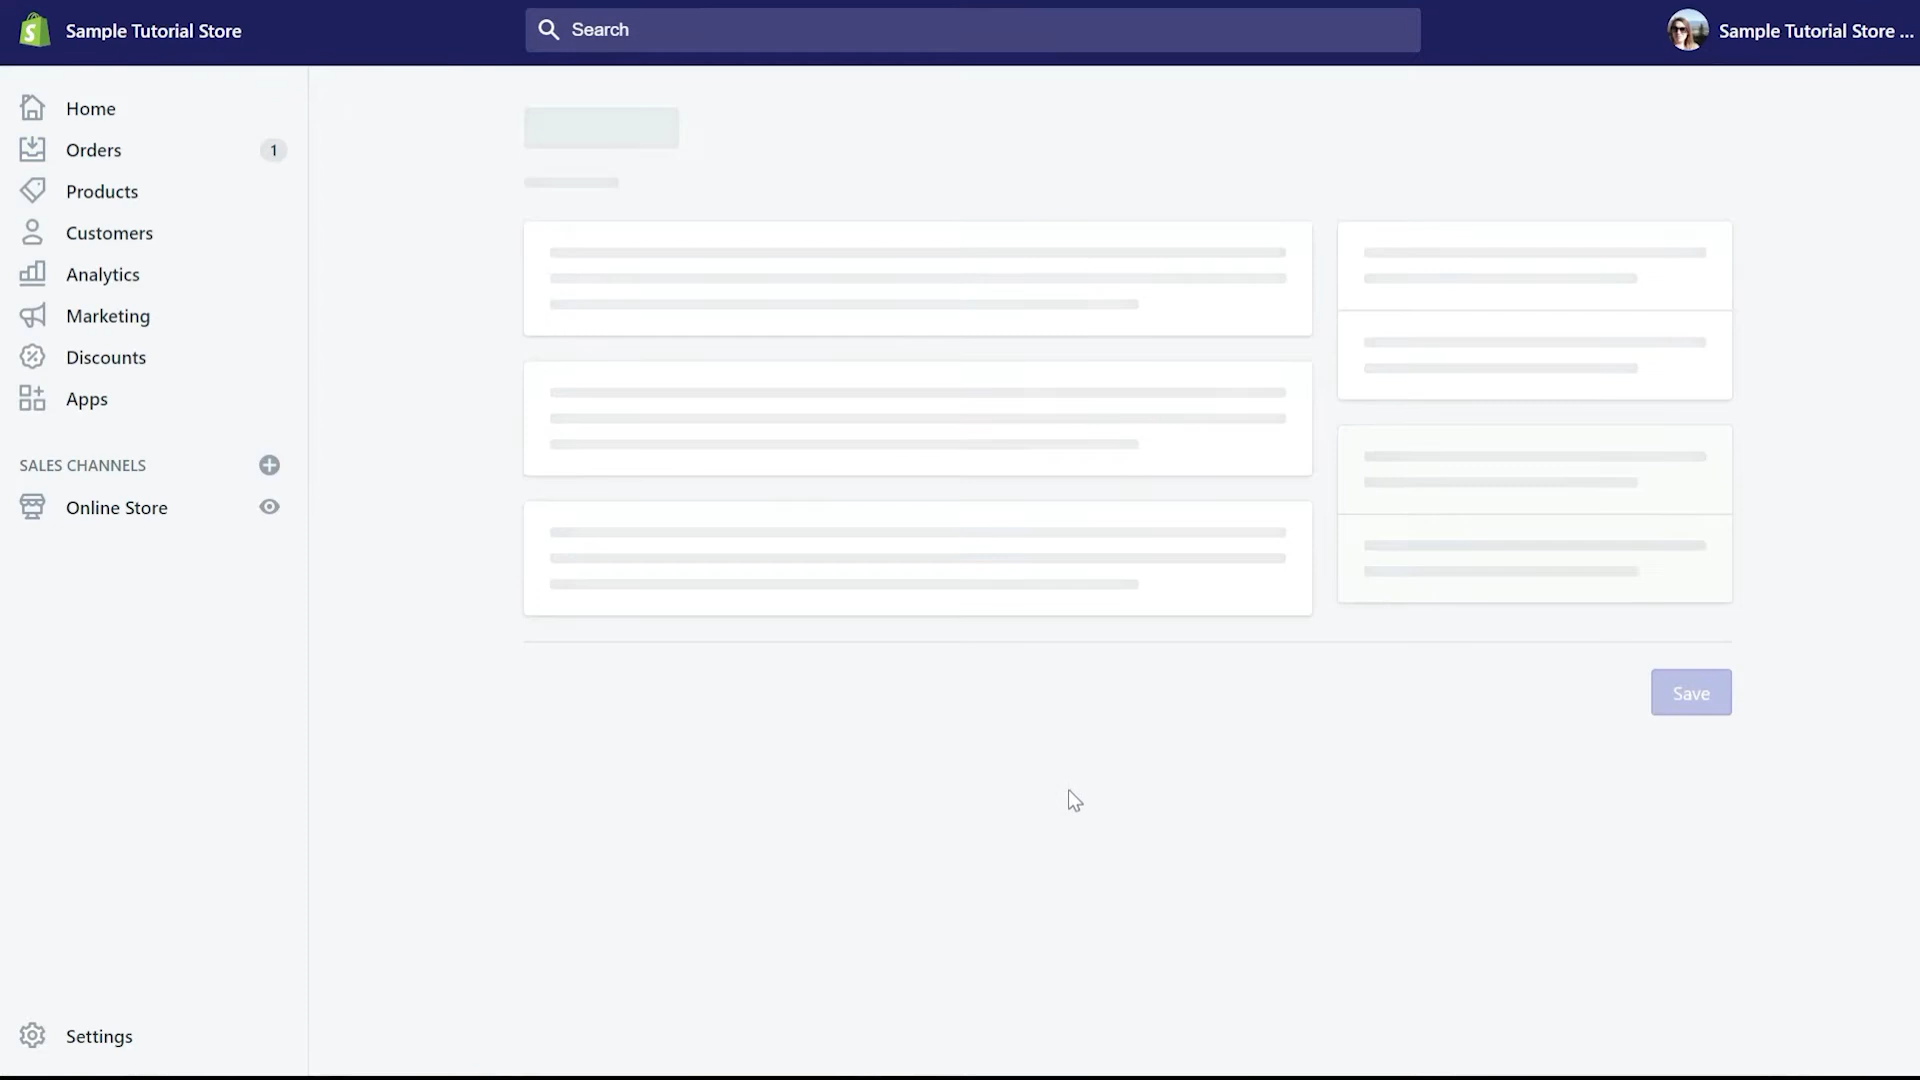 Sample Tutorial Store
Search
Sample Tutorial Store ...
Home
Orders 1
Products
Customers
Analytics
Marketing
Discounts
Apps
SALES CHANNELS
Online Store
Save
Settings